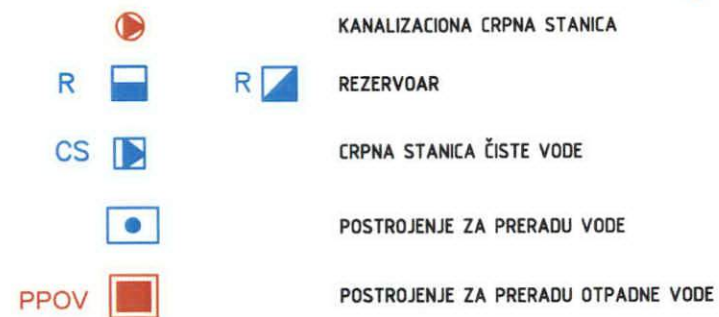 KANALIZACIONA CRPNA STANICA
R R REZERVOAR
CS CRPNA STANICA ČISTE VODE
POSTROJENJE ZA PRERADU VODE
PPOV POSTROJENJE ZA PRERADU OTPADNE VODE